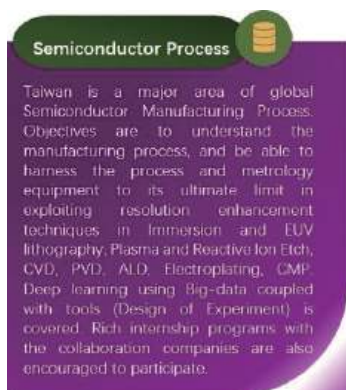 Semiconductor Process
Taiwan is a major area of global
Semiconductor Manufacturing Process.
Objectives are to understand the
manufacturing process, and be able to
harness the process and metrology
equipment to its ultimate limit in
exploiting resolution enhancement
techniques in Immersion and EUV
lithography, Plasma and Reactive Ion Etch,
CVD, PVD, ALD, Electroplating, CMP.
Deep learning using Big-data coupled
with tools (Design of Experiment) is
covered. Rich internship programs with
the collaboration companies are also
encouraged to participate.